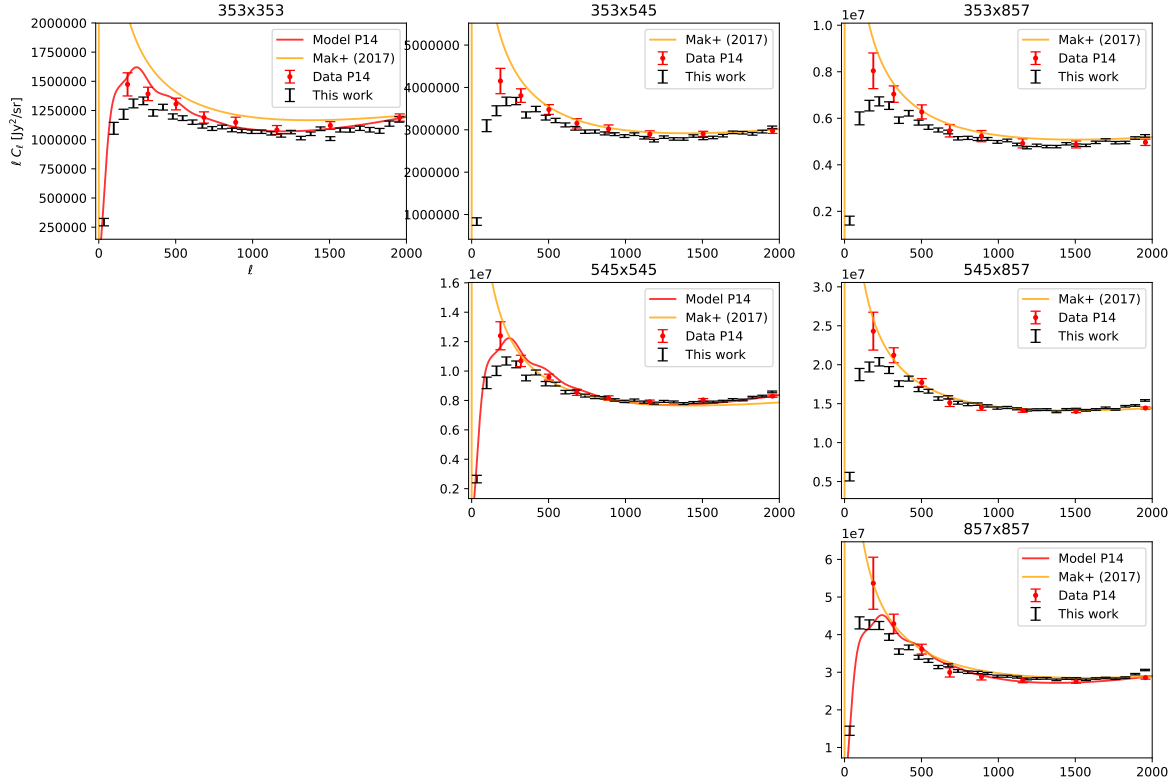 353x353
2000000
1750000
1500000
1250000
1000000
750000
500000
250000
0
500
1000
1500
2000
ℓ
ℓ Cℓ [Jy²/sr]
Model P14
Mak+ (2017)
Data P14
This work
353x545
5000000
4000000
3000000
2000000
1000000
0
500
1000
1500
2000
Mak+ (2017)
Data P14
This work
353x857
1e7
1.0
0.8
0.6
0.4
0.2
0
500
1000
1500
2000
Mak+ (2017)
Data P14
This work
545x545
1e7
1.6
1.4
1.2
1.0
0.8
0.6
0.4
0.2
0
500
1000
1500
2000
Model P14
Mak+ (2017)
Data P14
This work
545x857
1e7
3.0
2.5
2.0
1.5
1.0
0.5
0
500
1000
1500
2000
Mak+ (2017)
Data P14
This work
857x857
1e7
6
5
4
3
2
1
0
500
1000
1500
2000
Model P14
Mak+ (2017)
Data P14
This work